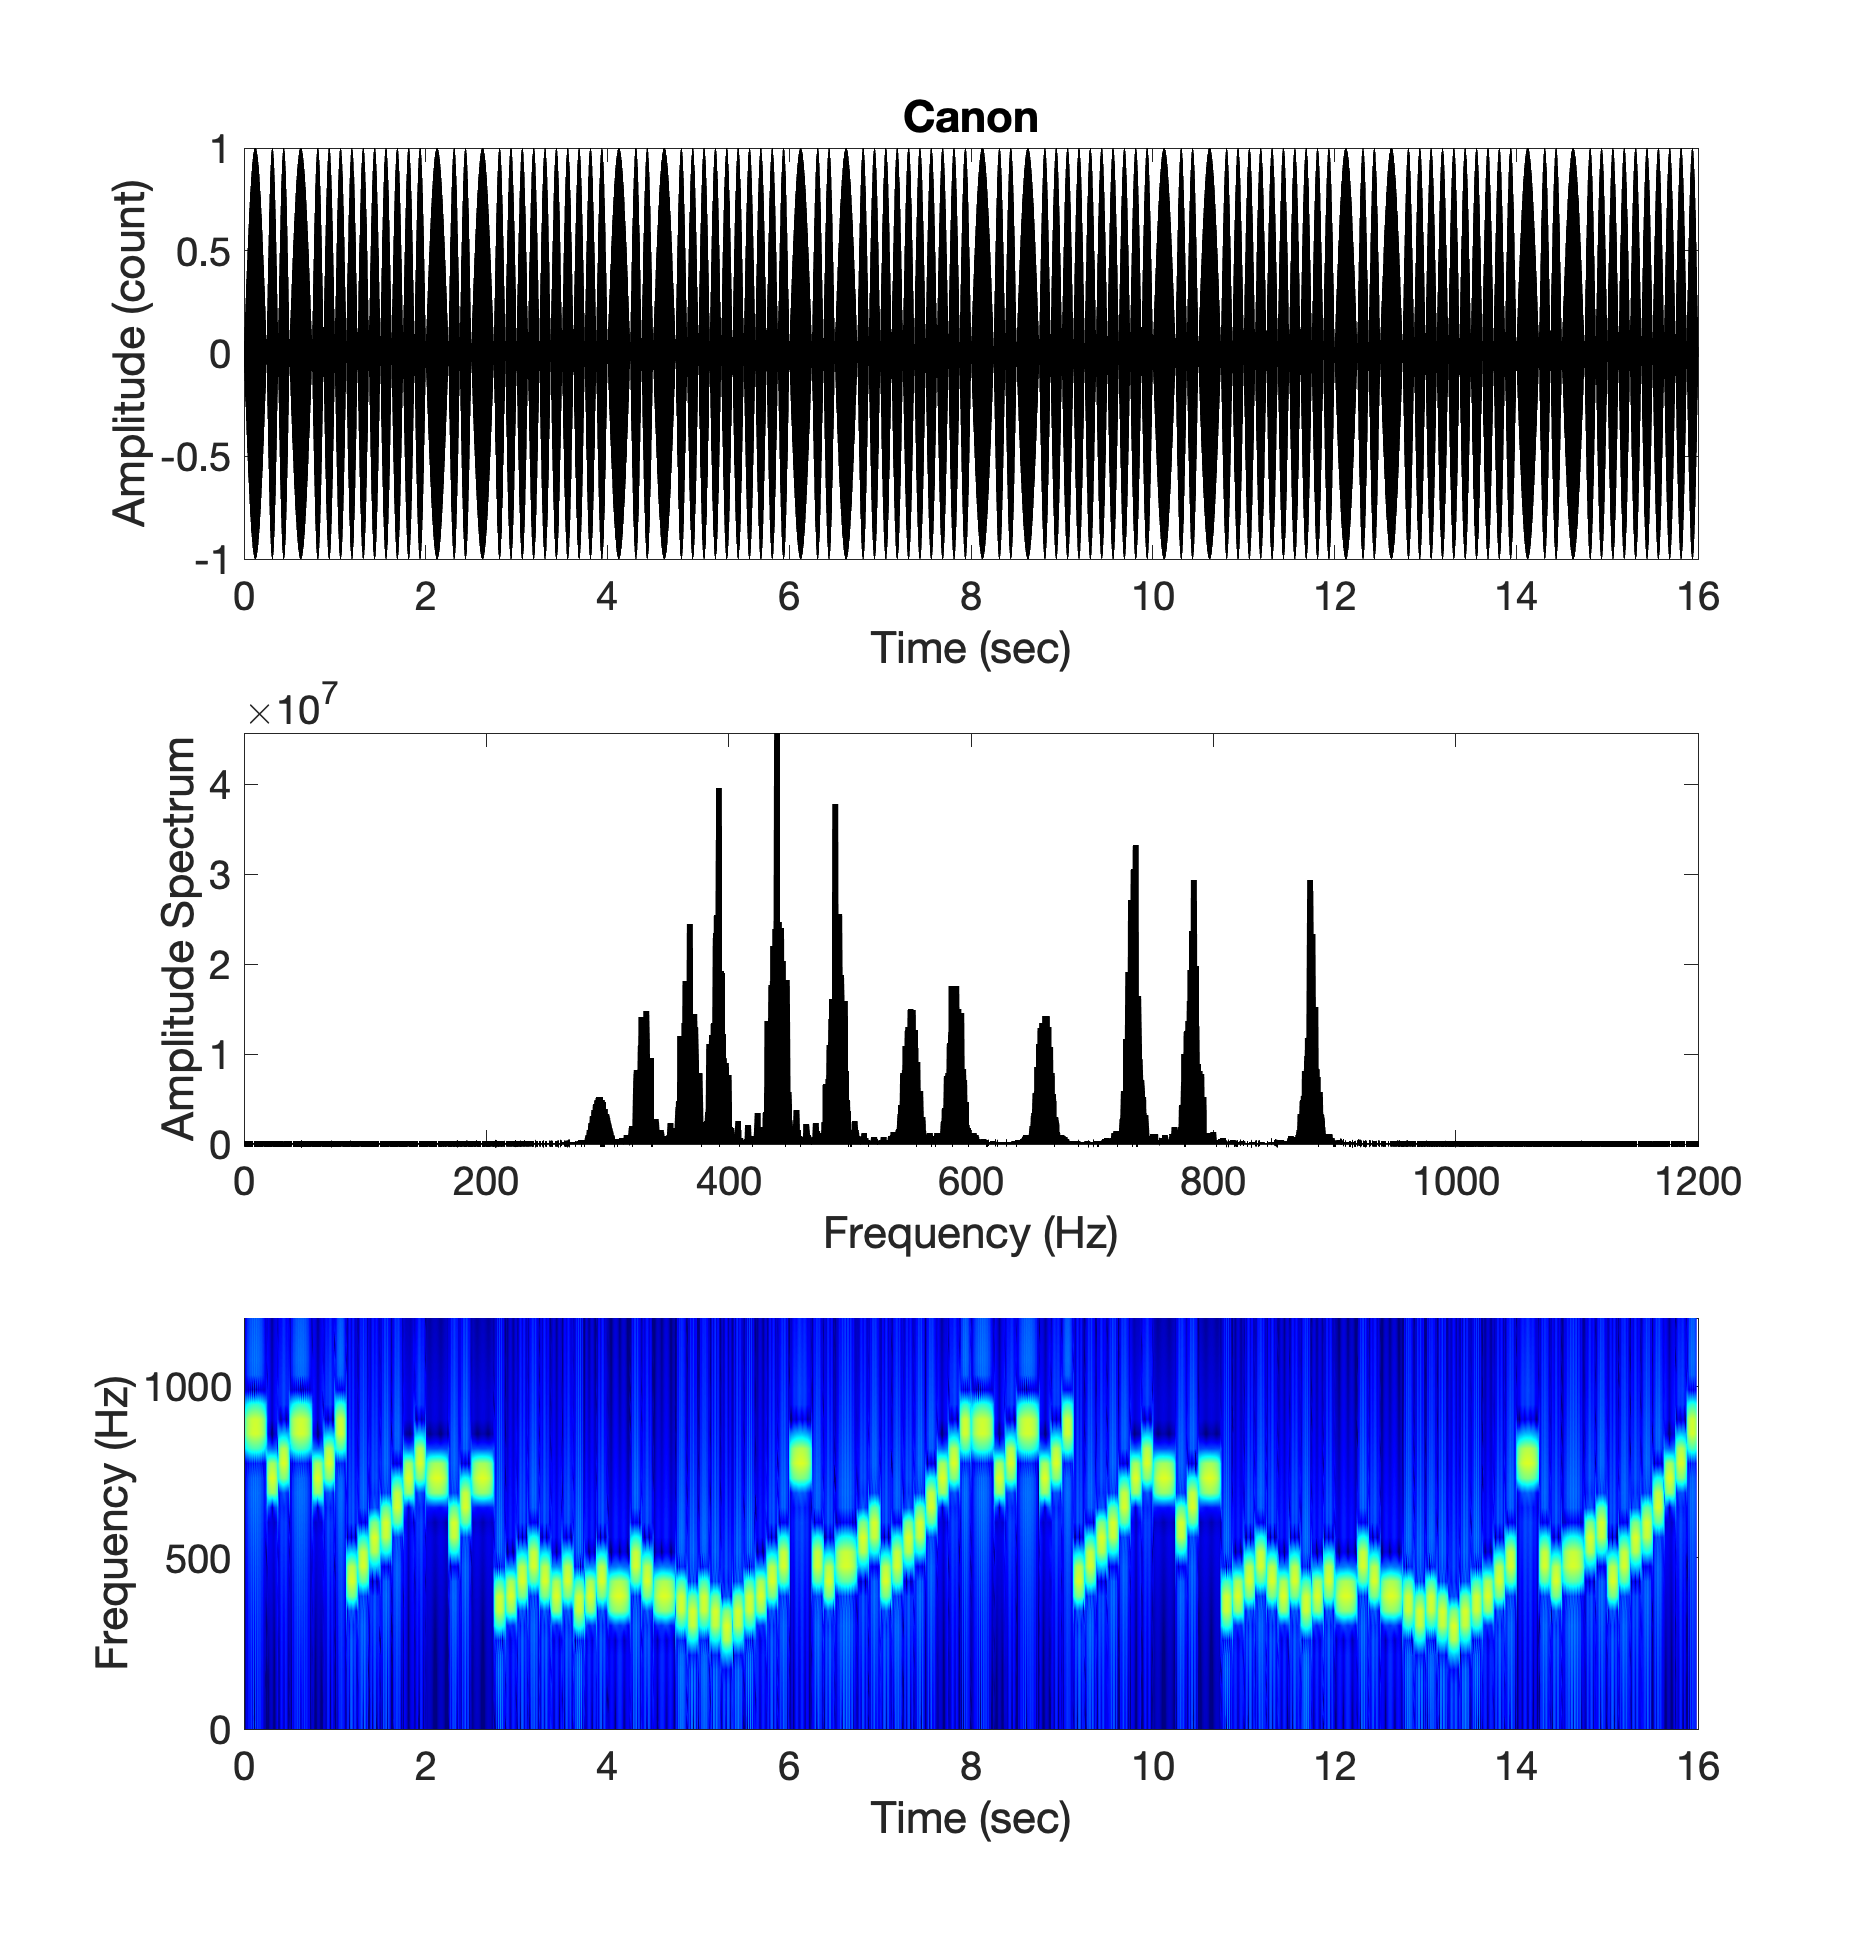 Canon
Amplitude (count)
1
0.5
0
-0.5
-1
0 2 4 6 8 10 12 14 16
Time (sec)
×10^7
Amplitude Spectrum
4
3
2
1
0
0 200 400 600 800 1000 1200
Frequency (Hz)
Frequency (Hz)
1000
500
0
0 2 4 6 8 10 12 14 16
Time (sec)